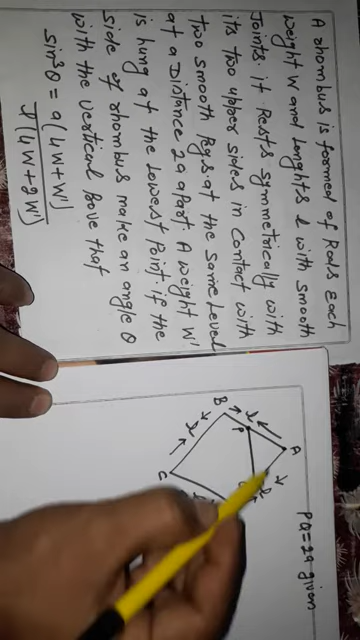 A rhombus is formed of Rods Each
weight W and lenghts l with smooth
Joints. it Rests symmetrically with
its two upper sides in contact with
two smooth Pegs at the same level
at a Distance 2a apart. A weight W'
is hung at the lowest Point. if the
side of rhombus make an angle θ
with the vertical Prove that
sin³θ = a(4W+W')
l(4W+2W')
PQ=2a given
A
l
B
P
l
l
C